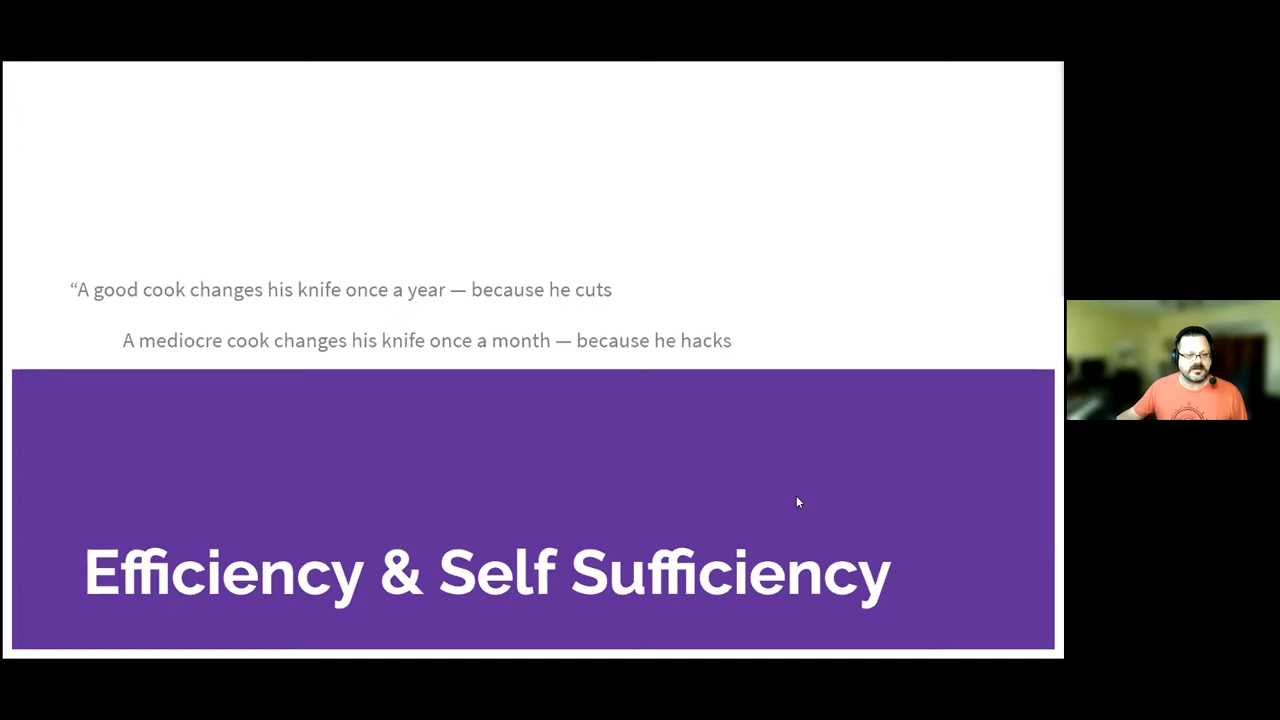 “A good cook changes his knife once a year — because he cuts
A mediocre cook changes his knife once a month — because he hacks
Efficiency & Self Sufficiency